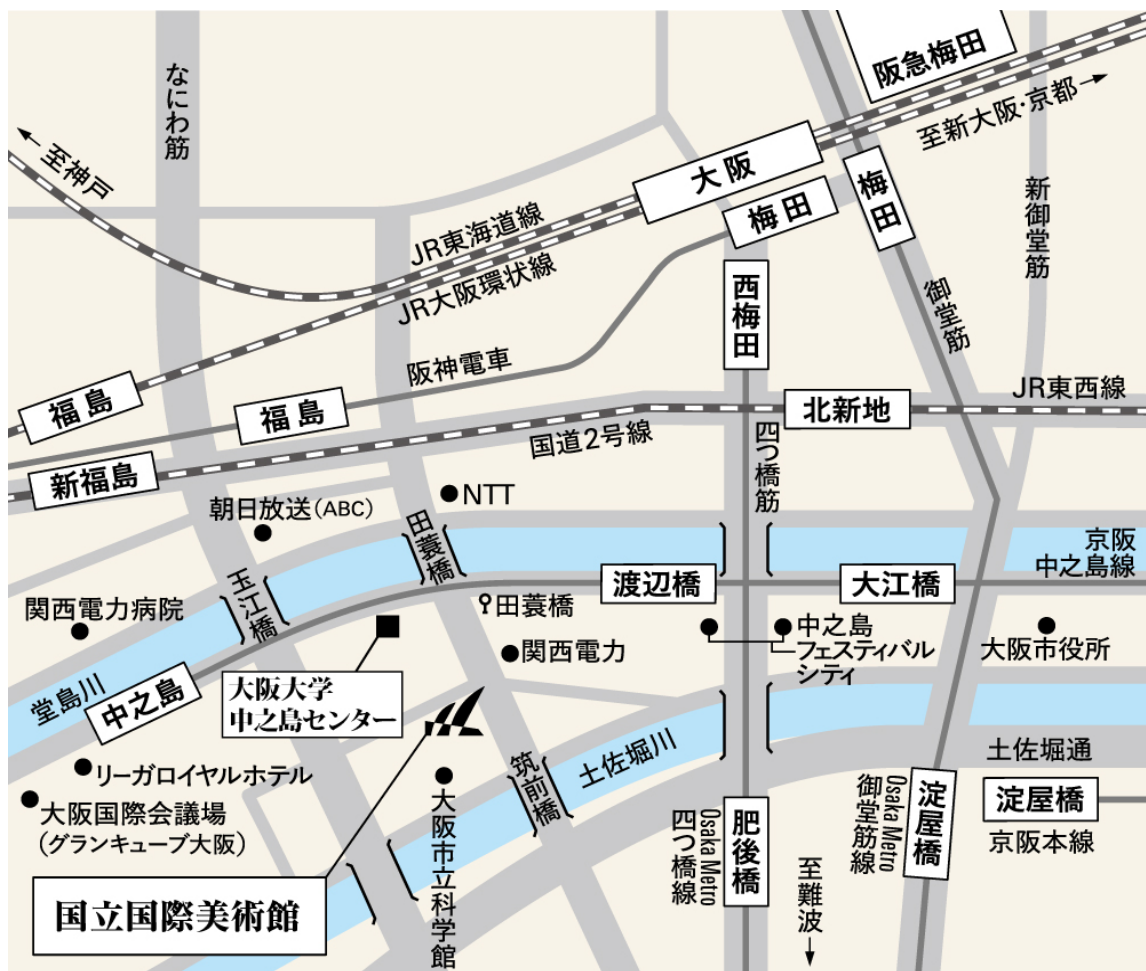 阪急梅田
至新大阪・京都
なにわ筋
至神戸
大阪
梅田
梅田
新御堂筋
JR東海道線
JR大阪環状線
西梅田
御堂筋
阪神電車
福島
福島
JR東西線
北新地
国道2号線
新福島
四つ橋筋
NTT
朝日放送(ABC)
田蓑橋
京阪
中之島線
玉江橋
渡辺橋
大江橋
田蓑橋
関西電力病院
関西電力
中之島
フェスティバル
シティ
大阪市役所
大阪大学
中之島センター
堂島川
中之島
土佐堀川
土佐堀通
筑前橋
リーガロイヤルホテル
大阪国際会議場
(グランキューブ大阪)
大阪市立科学館
Osaka Metro
四つ橋線
肥後橋
Osaka Metro
御堂筋線
淀屋橋
淀屋橋
京阪本線
至難波
国立国際美術館